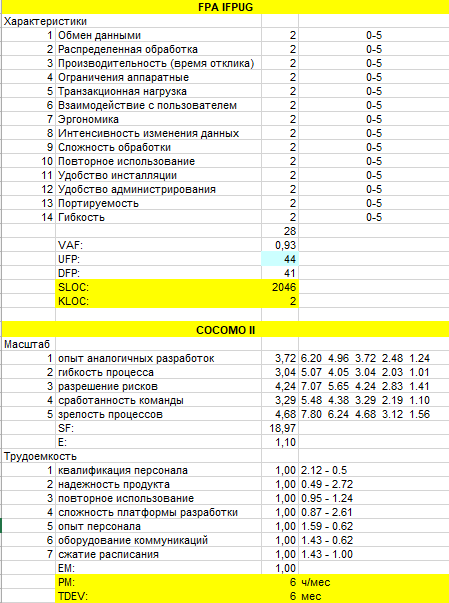 FPA IFPUG
Характеристики
1 Обмен данными 2 0-5
2 Распределенная обработка 2 0-5
3 Производительность (время отклика) 2 0-5
4 Ограничения аппаратные 2 0-5
5 Транзакционная нагрузка 2 0-5
6 Взаимодействие с пользователем 2 0-5
7 Эргономика 2 0-5
8 Интенсивность изменения данных 2 0-5
9 Сложность обработки 2 0-5
10 Повторное использование 2 0-5
11 Удобство инсталляции 2 0-5
12 Удобство администрирования 2 0-5
13 Портируемость 2 0-5
14 Гибкость 2 0-5
28
VAF: 0,93
UFP: 44
DFP: 41
SLOC: 2046
KLOC: 2
COCOMO II
Масштаб
1 опыт аналогичных разработок 3,72 6.20 4.96 3.72 2.48 1.24
2 гибкость процесса 3,04 5.07 4.05 3.04 2.03 1.01
3 разрешение рисков 4,24 7.07 5.65 4.24 2.83 1.41
4 сработанность команды 3,29 5.48 4.38 3.29 2.19 1.10
5 зрелость процессов 4,68 7.80 6.24 4.68 3.12 1.56
SF: 18,97
E: 1,10
Трудоемкость
1 квалификация персонала 1,00 2.12 - 0.5
2 надежность продукта 1,00 0.49 - 2.72
3 повторное использование 1,00 0.95 - 1.24
4 сложность платформы разработки 1,00 0.87 - 2.61
5 опыт персонала 1,00 1.59 - 0.62
6 оборудование коммуникаций 1,00 1.43 - 0.62
7 сжатие расписания 1,00 1.43 - 1.00
EM: 1,00
PM: 6 ч/мес
TDEV: 6 мес